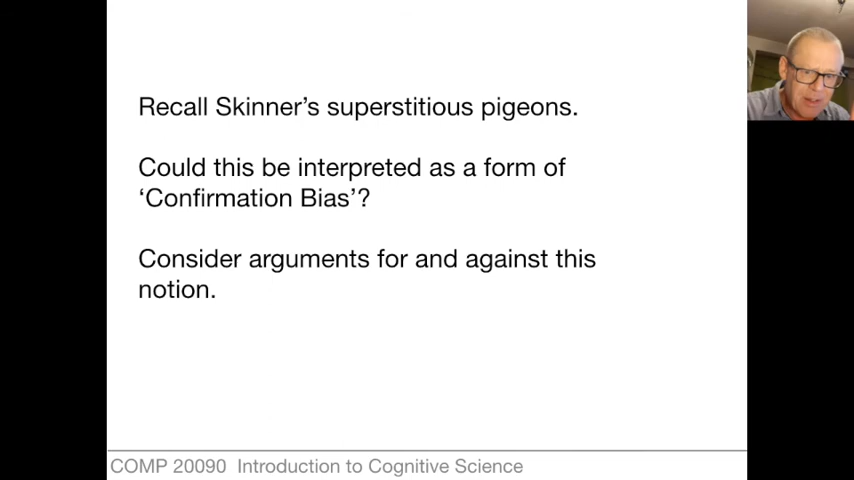 Recall Skinner's superstitious pigeons.
Could this be interpreted as a form of
‘Confirmation Bias’?
Consider arguments for and against this
notion.
COMP 20090 Introduction to Cognitive Science